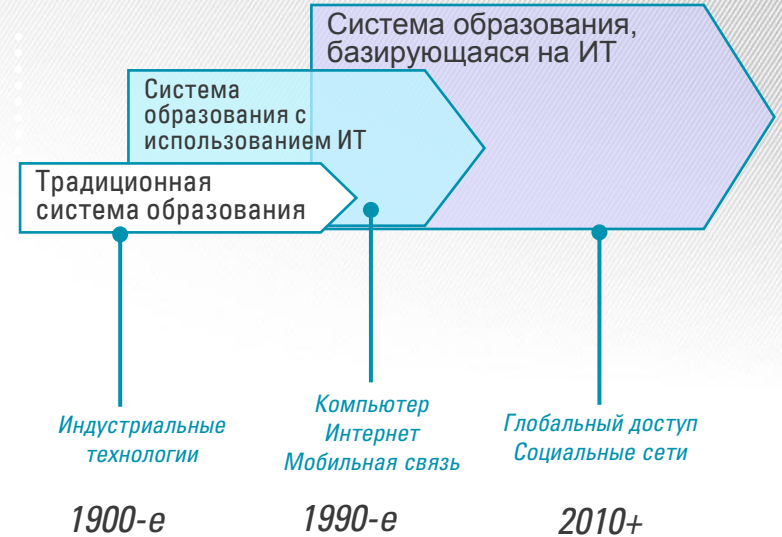 Система образования,
базирующаяся на ИТ
Система
образования с
использованием ИТ
Традиционная
система образования
Индустриальные
технологии
Компьютер
Интернет
Мобильная связь
Глобальный доступ
Социальные сети
1900-е
1990-е
2010+